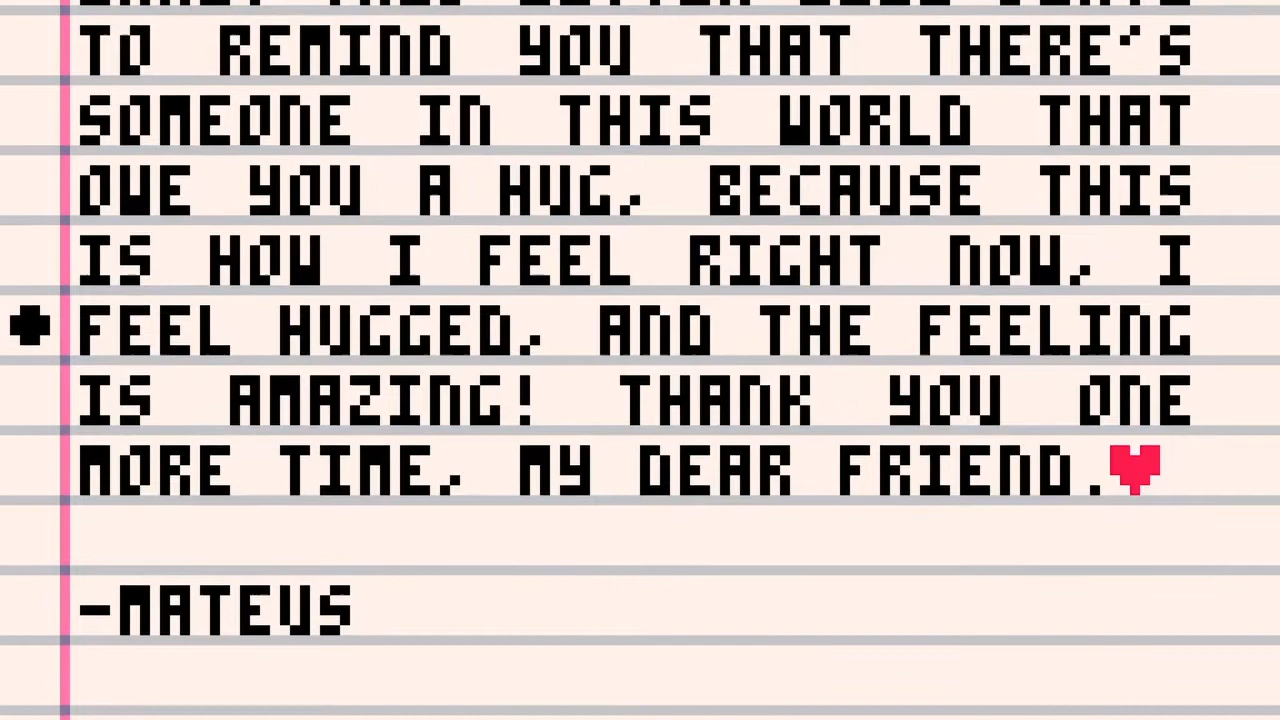 TO REMIND YOU THAT THERE'S
SOMEONE IN THIS WORLD THAT
OWE YOU A HUG, BECAUSE THIS
IS HOW I FEEL RIGHT NOW, I
FEEL HUGGED, AND THE FEELING
IS AMAZING! THANK YOU ONE
MORE TIME, MY DEAR FRIEND.♥
-MATEUS